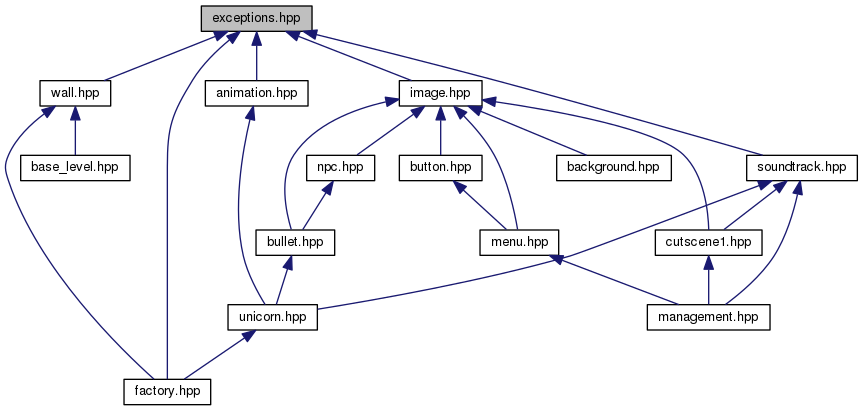 exceptions.hpp
wall.hpp
animation.hpp
image.hpp
base_level.hpp
npc.hpp
button.hpp
background.hpp
soundtrack.hpp
bullet.hpp
menu.hpp
cutscene1.hpp
unicorn.hpp
management.hpp
factory.hpp